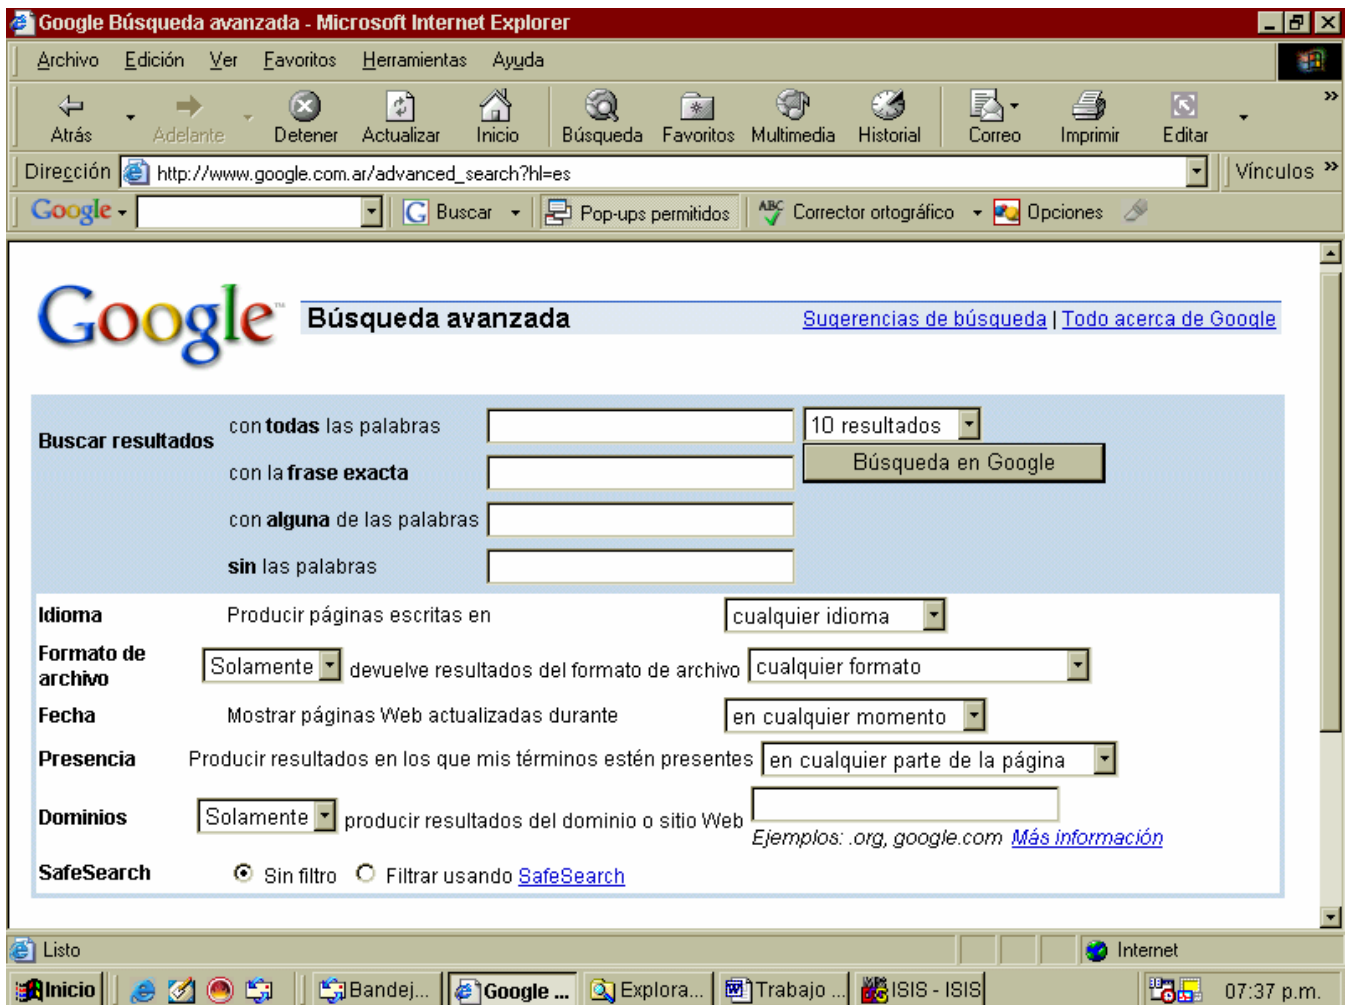 Google Búsqueda avanzada - Microsoft Internet Explorer
Archivo Edición Ver Favoritos Herramientas Ayuda
Atrás Adelante Detener Actualizar Inicio Búsqueda Favoritos Multimedia Historial Correo Imprimir Editar
Dirección http://www.google.com.ar/advanced_search?hl=es Vínculos
Google Buscar Pop-ups permitidos ABC Corrector ortográfico Opciones
Google™ Búsqueda avanzada Sugerencias de búsqueda | Todo acerca de Google
Buscar resultados con todas las palabras 10 resultados
con la frase exacta Búsqueda en Google
con alguna de las palabras
sin las palabras
Idioma Producir páginas escritas en cualquier idioma
Formato de archivo Solamente devuelve resultados del formato de archivo cualquier formato
Fecha Mostrar páginas Web actualizadas durante en cualquier momento
Presencia Producir resultados en los que mis términos estén presentes en cualquier parte de la página
Dominios Solamente producir resultados del dominio o sitio Web
Ejemplos: .org, google.com Más información
SafeSearch Sin filtro Filtrar usando SafeSearch
Listo Internet
Inicio Bandej... Google ... Explora... Trabajo ... ISIS - ISIS 07:37 p.m.